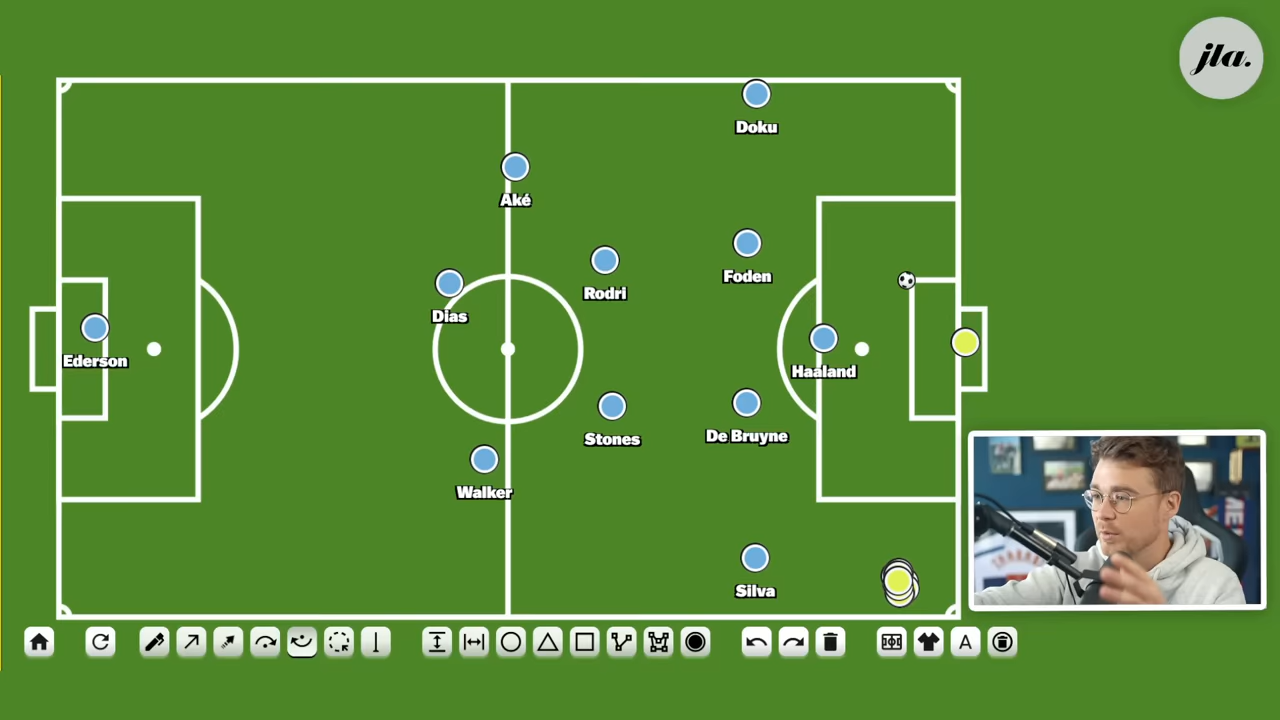 jla.
Doku
Aké
Foden
Rodri
Dias
Ederson
Haaland
Stones
De Bruyne
Walker
Silva
A